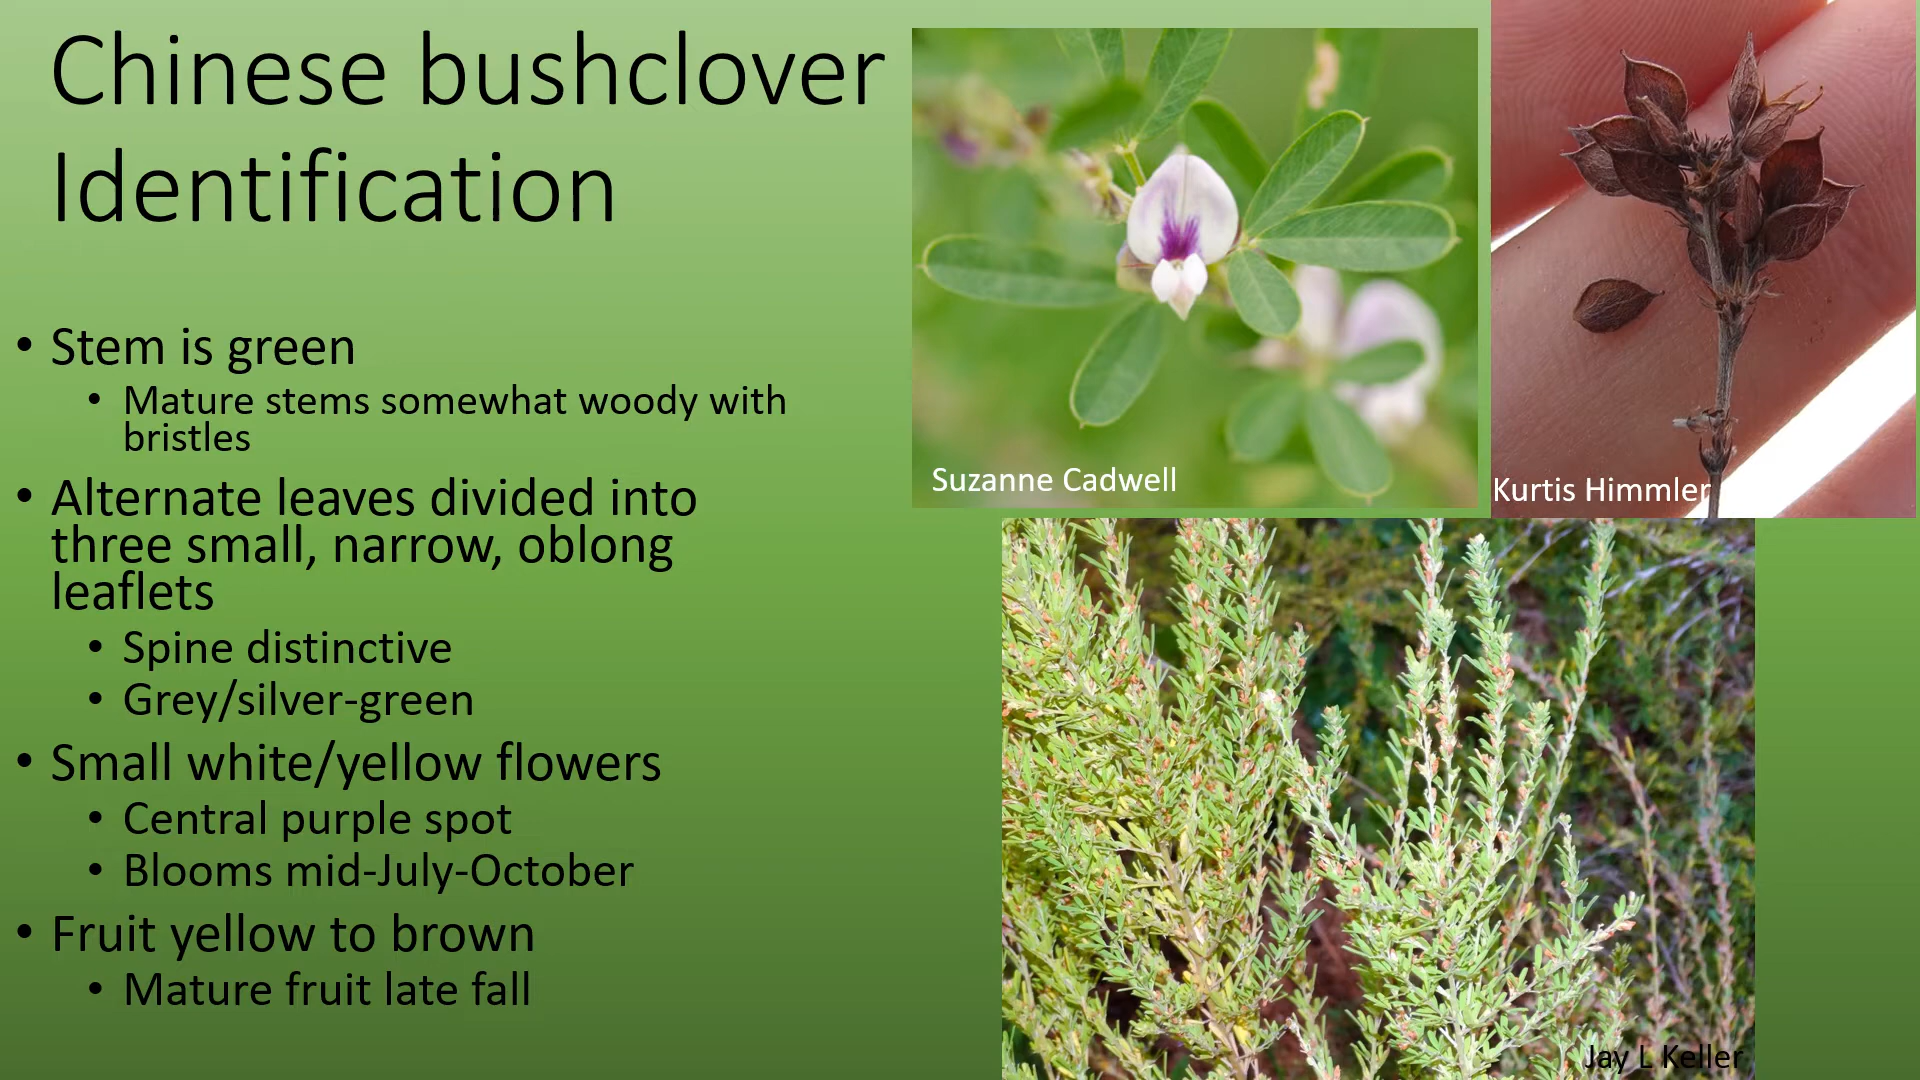 Chinese bushclover
Identification
• Stem is green
• Mature stems somewhat woody with
bristles
• Alternate leaves divided into
three small, narrow, oblong
leaflets
• Spine distinctive
• Grey/silver-green
• Small white/yellow flowers
• Central purple spot
• Blooms mid-July-October
• Fruit yellow to brown
• Mature fruit late fall
Suzanne Cadwell
Kurtis Himmler
Jay L Keller